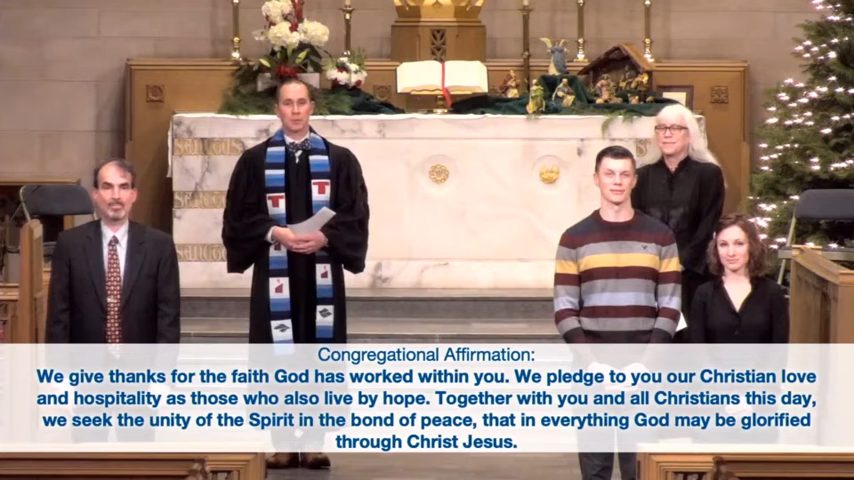 SANCTUS
SANCTUS
SANCTUS
Congregational Affirmation:
We give thanks for the faith God has worked within you. We pledge to you our Christian love
and hospitality as those who also live by hope. Together with you and all Christians this day,
we seek the unity of the Spirit in the bond of peace, that in everything God may be glorified
through Christ Jesus.